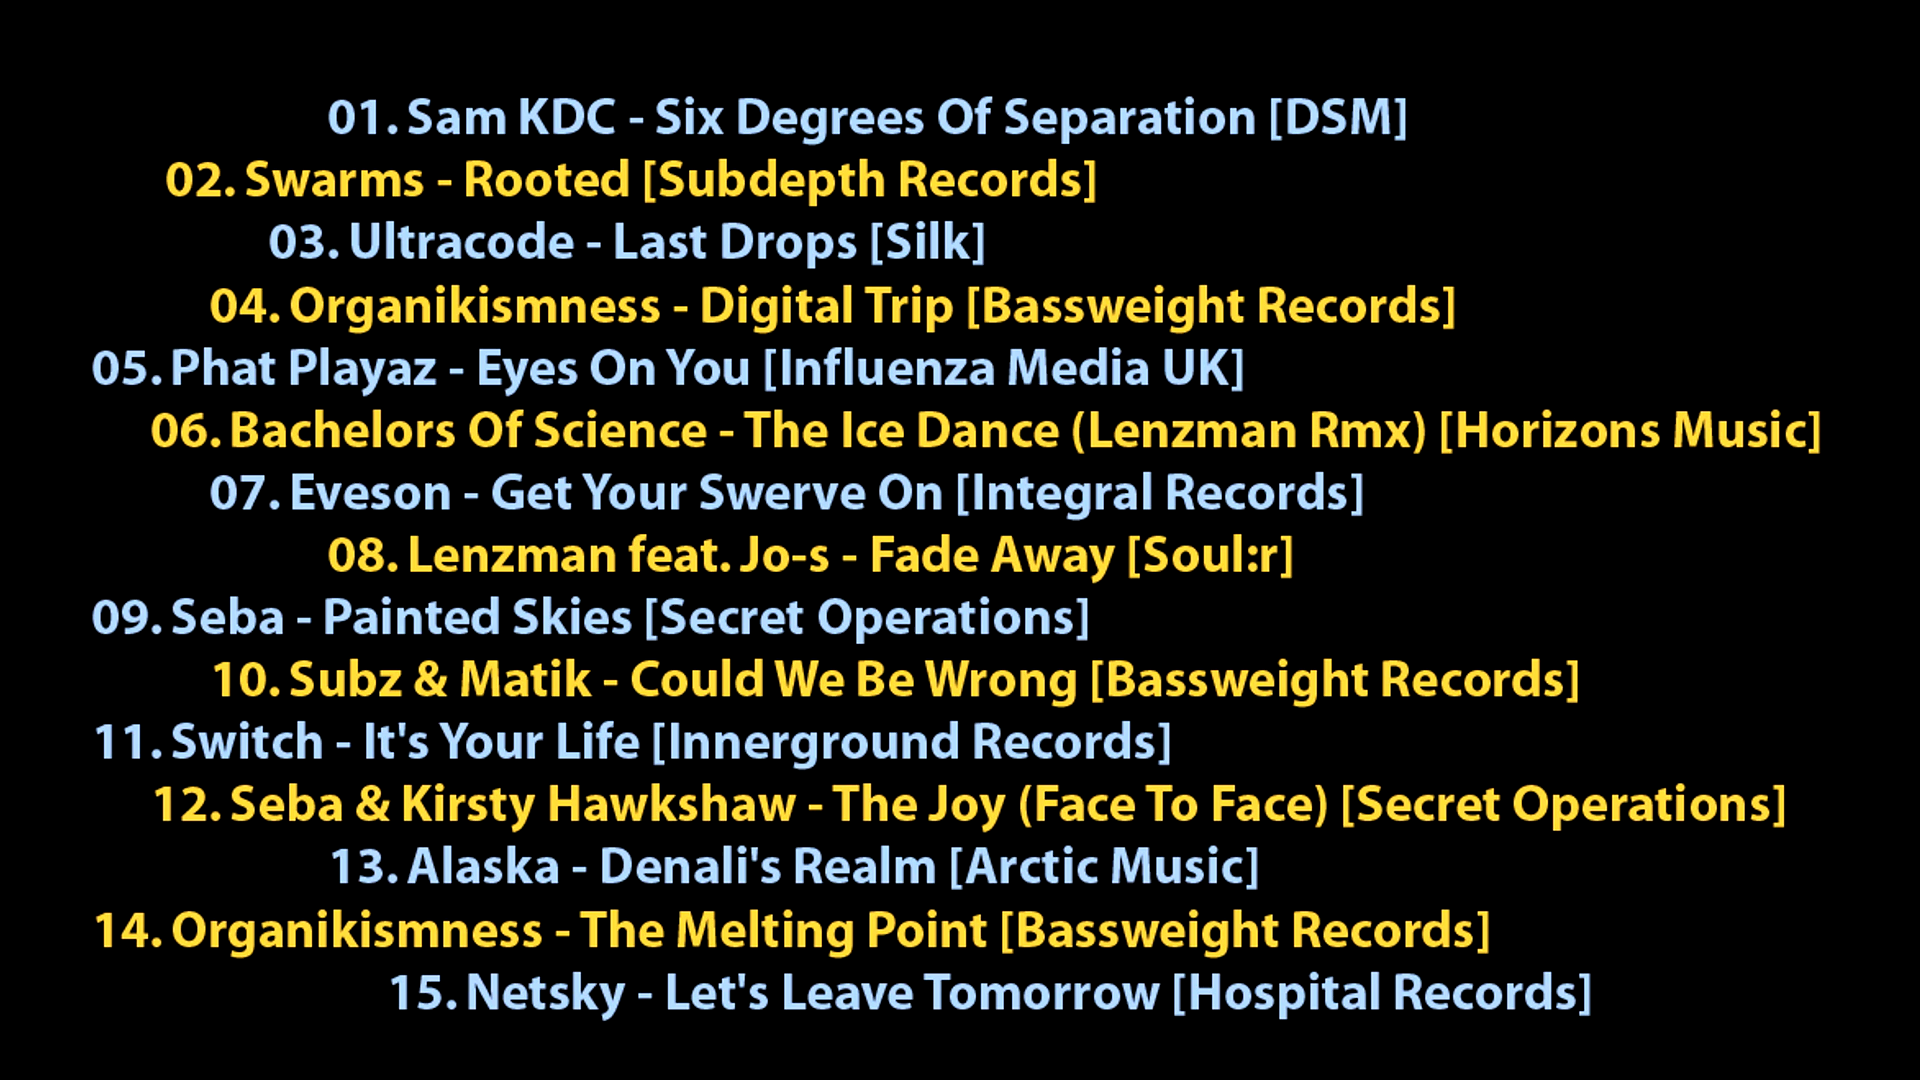 01. Sam KDC - Six Degrees Of Separation [DSM]
02. Swarms - Rooted [Subdepth Records]
03. Ultracode - Last Drops [Silk]
04. Organikismness - Digital Trip [Bassweight Records]
05. Phat Playaz - Eyes On You [Influenza Media UK]
06. Bachelors Of Science - The Ice Dance (Lenzman Rmx) [Horizons Music]
07. Eveson - Get Your Swerve On [Integral Records]
08. Lenzman feat. Jo-s - Fade Away [Soul:r]
09. Seba - Painted Skies [Secret Operations]
10. Subz & Matik - Could We Be Wrong [Bassweight Records]
11. Switch - It's Your Life [Innerground Records]
12. Seba & Kirsty Hawkshaw - The Joy (Face To Face) [Secret Operations]
13. Alaska - Denali's Realm [Arctic Music]
14. Organikismness - The Melting Point [Bassweight Records]
15. Netsky - Let's Leave Tomorrow [Hospital Records]